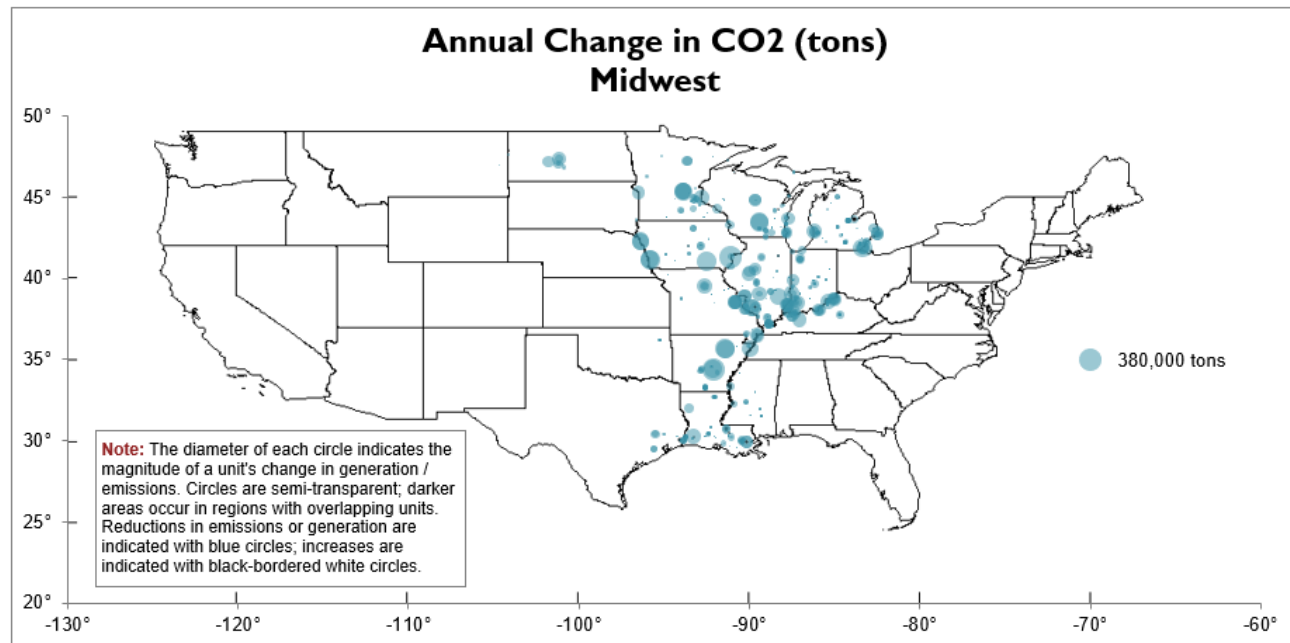 Annual Change in CO2 (tons)
Midwest
50°
45°
40°
35°
30°
25°
20°
380,000 tons
Note: The diameter of each circle indicates the
magnitude of a unit's change in generation /
emissions. Circles are semi-transparent; darker
areas occur in regions with overlapping units.
Reductions in emissions or generation are
indicated with blue circles; increases are
indicated with black-bordered white circles.
-130° -120° -110° -100° -90° -80° -70° -60°